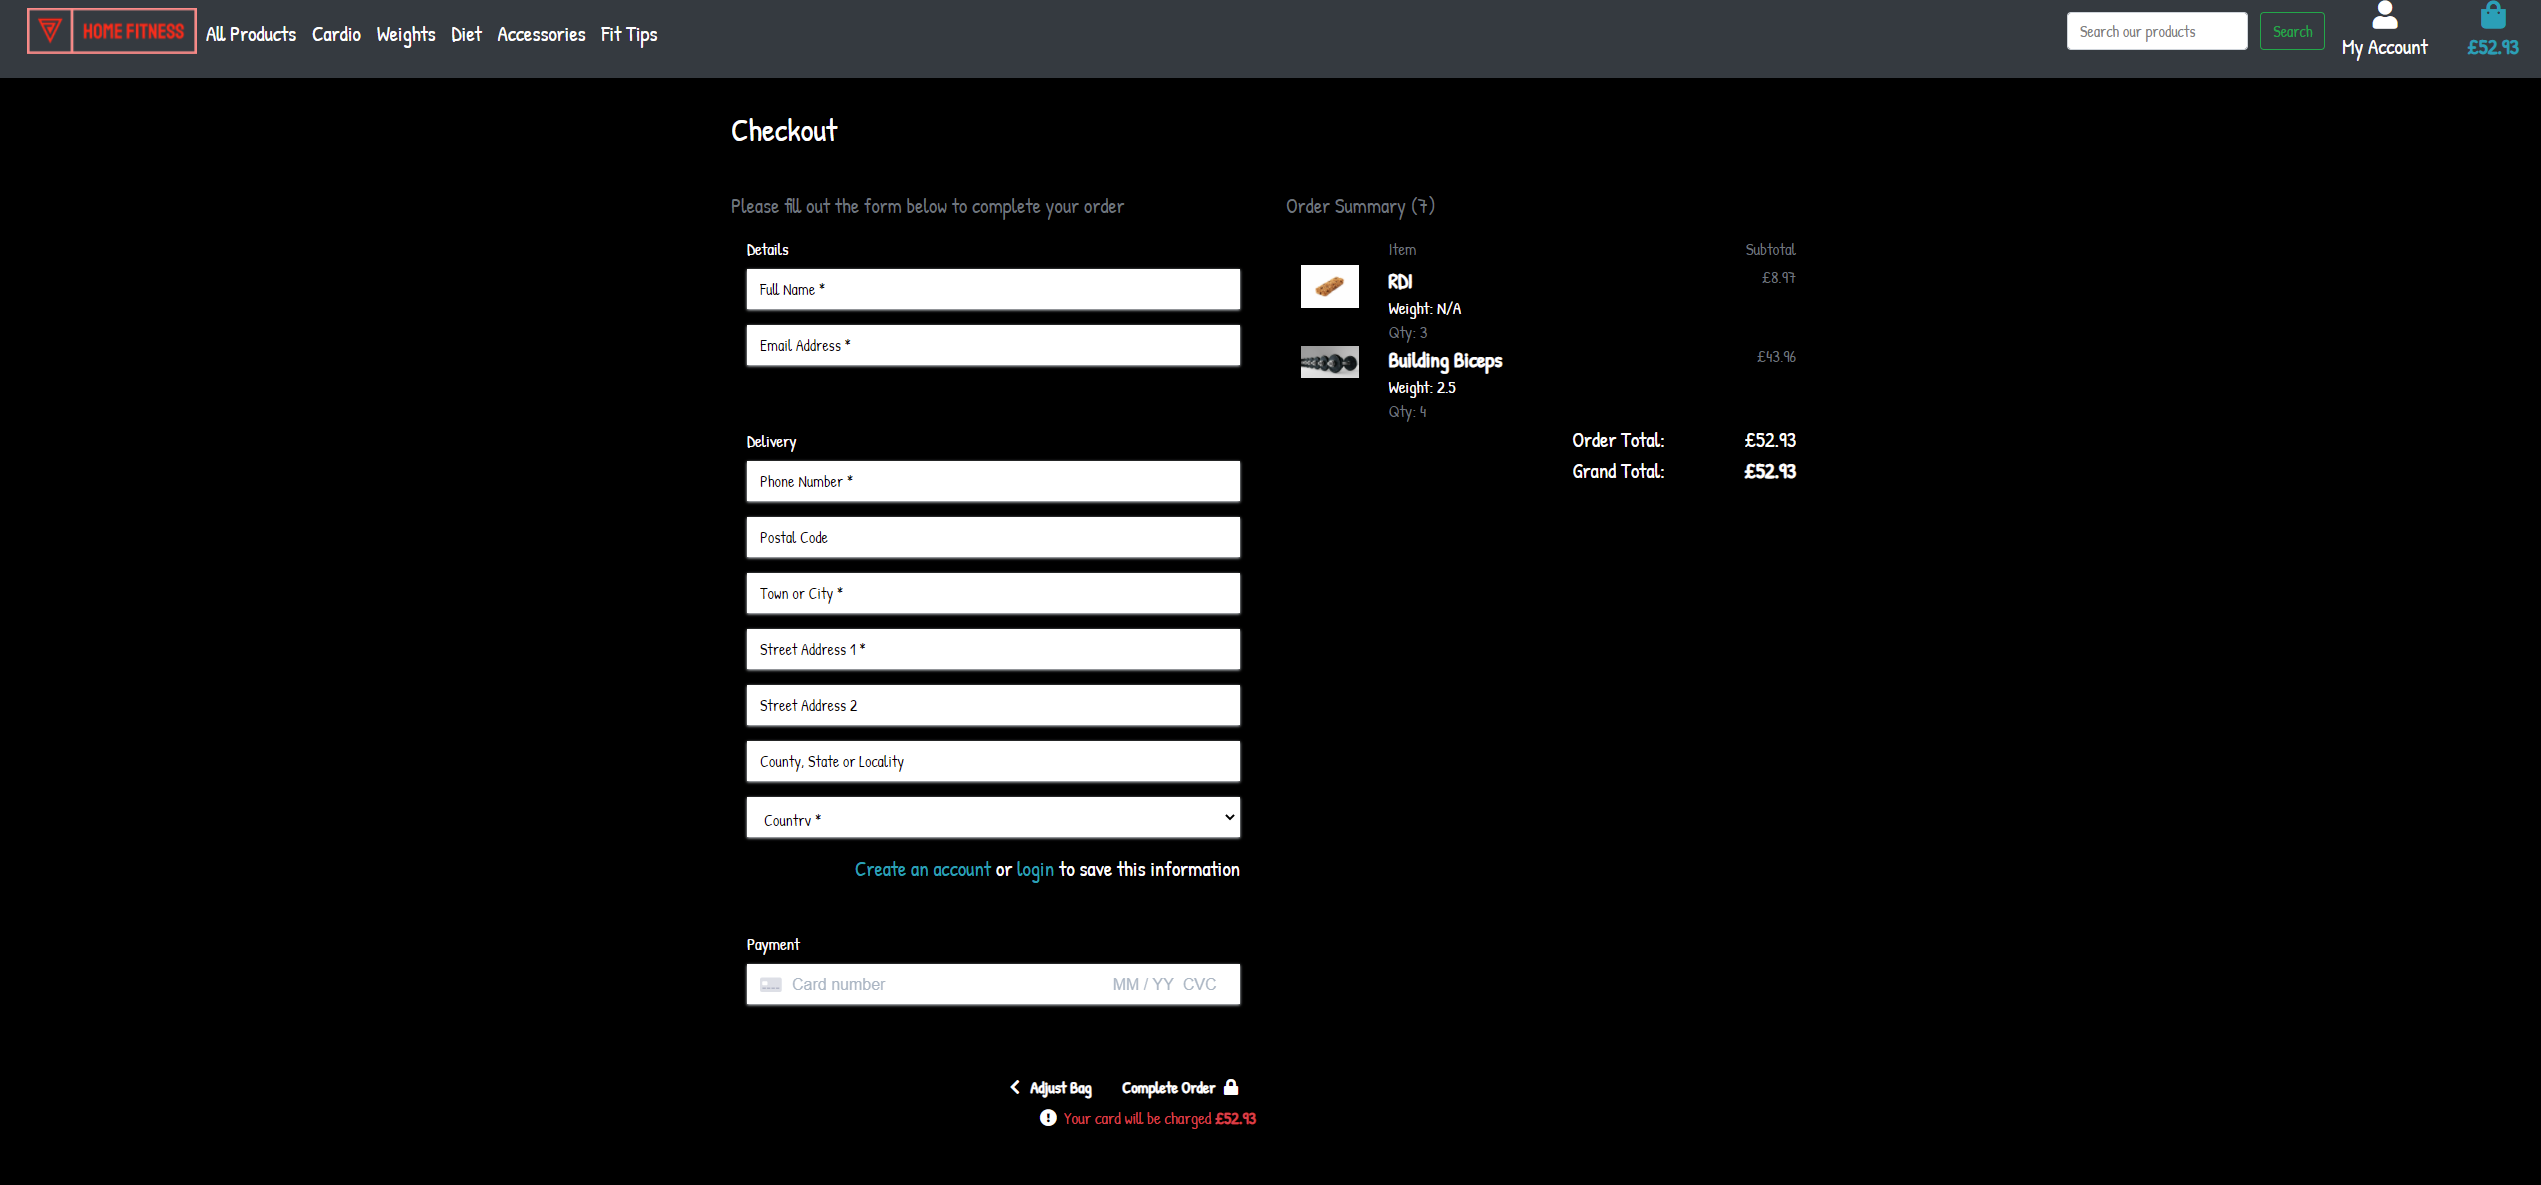 HOME FITNESS All Products Cardio Weights Diet Accessories Fit Tips Search our products Search My Account £52.93
Checkout
Please fill out the form below to complete your order
Details
Full Name *
Email Address *
Delivery
Phone Number *
Postal Code
Town or City *
Street Address 1 *
Street Address 2
County, State or Locality
Country *
Create an account or login to save this information
Payment
Card number MM / YY CVC
Adjust Bag Complete Order
Your card will be charged £52.93
Order Summary (7)
Item Subtotal
RDI £8.97
Weight: N/A
Qty: 3
Building Biceps £43.96
Weight: 2.5
Qty: 4
Order Total: £52.93
Grand Total: £52.93